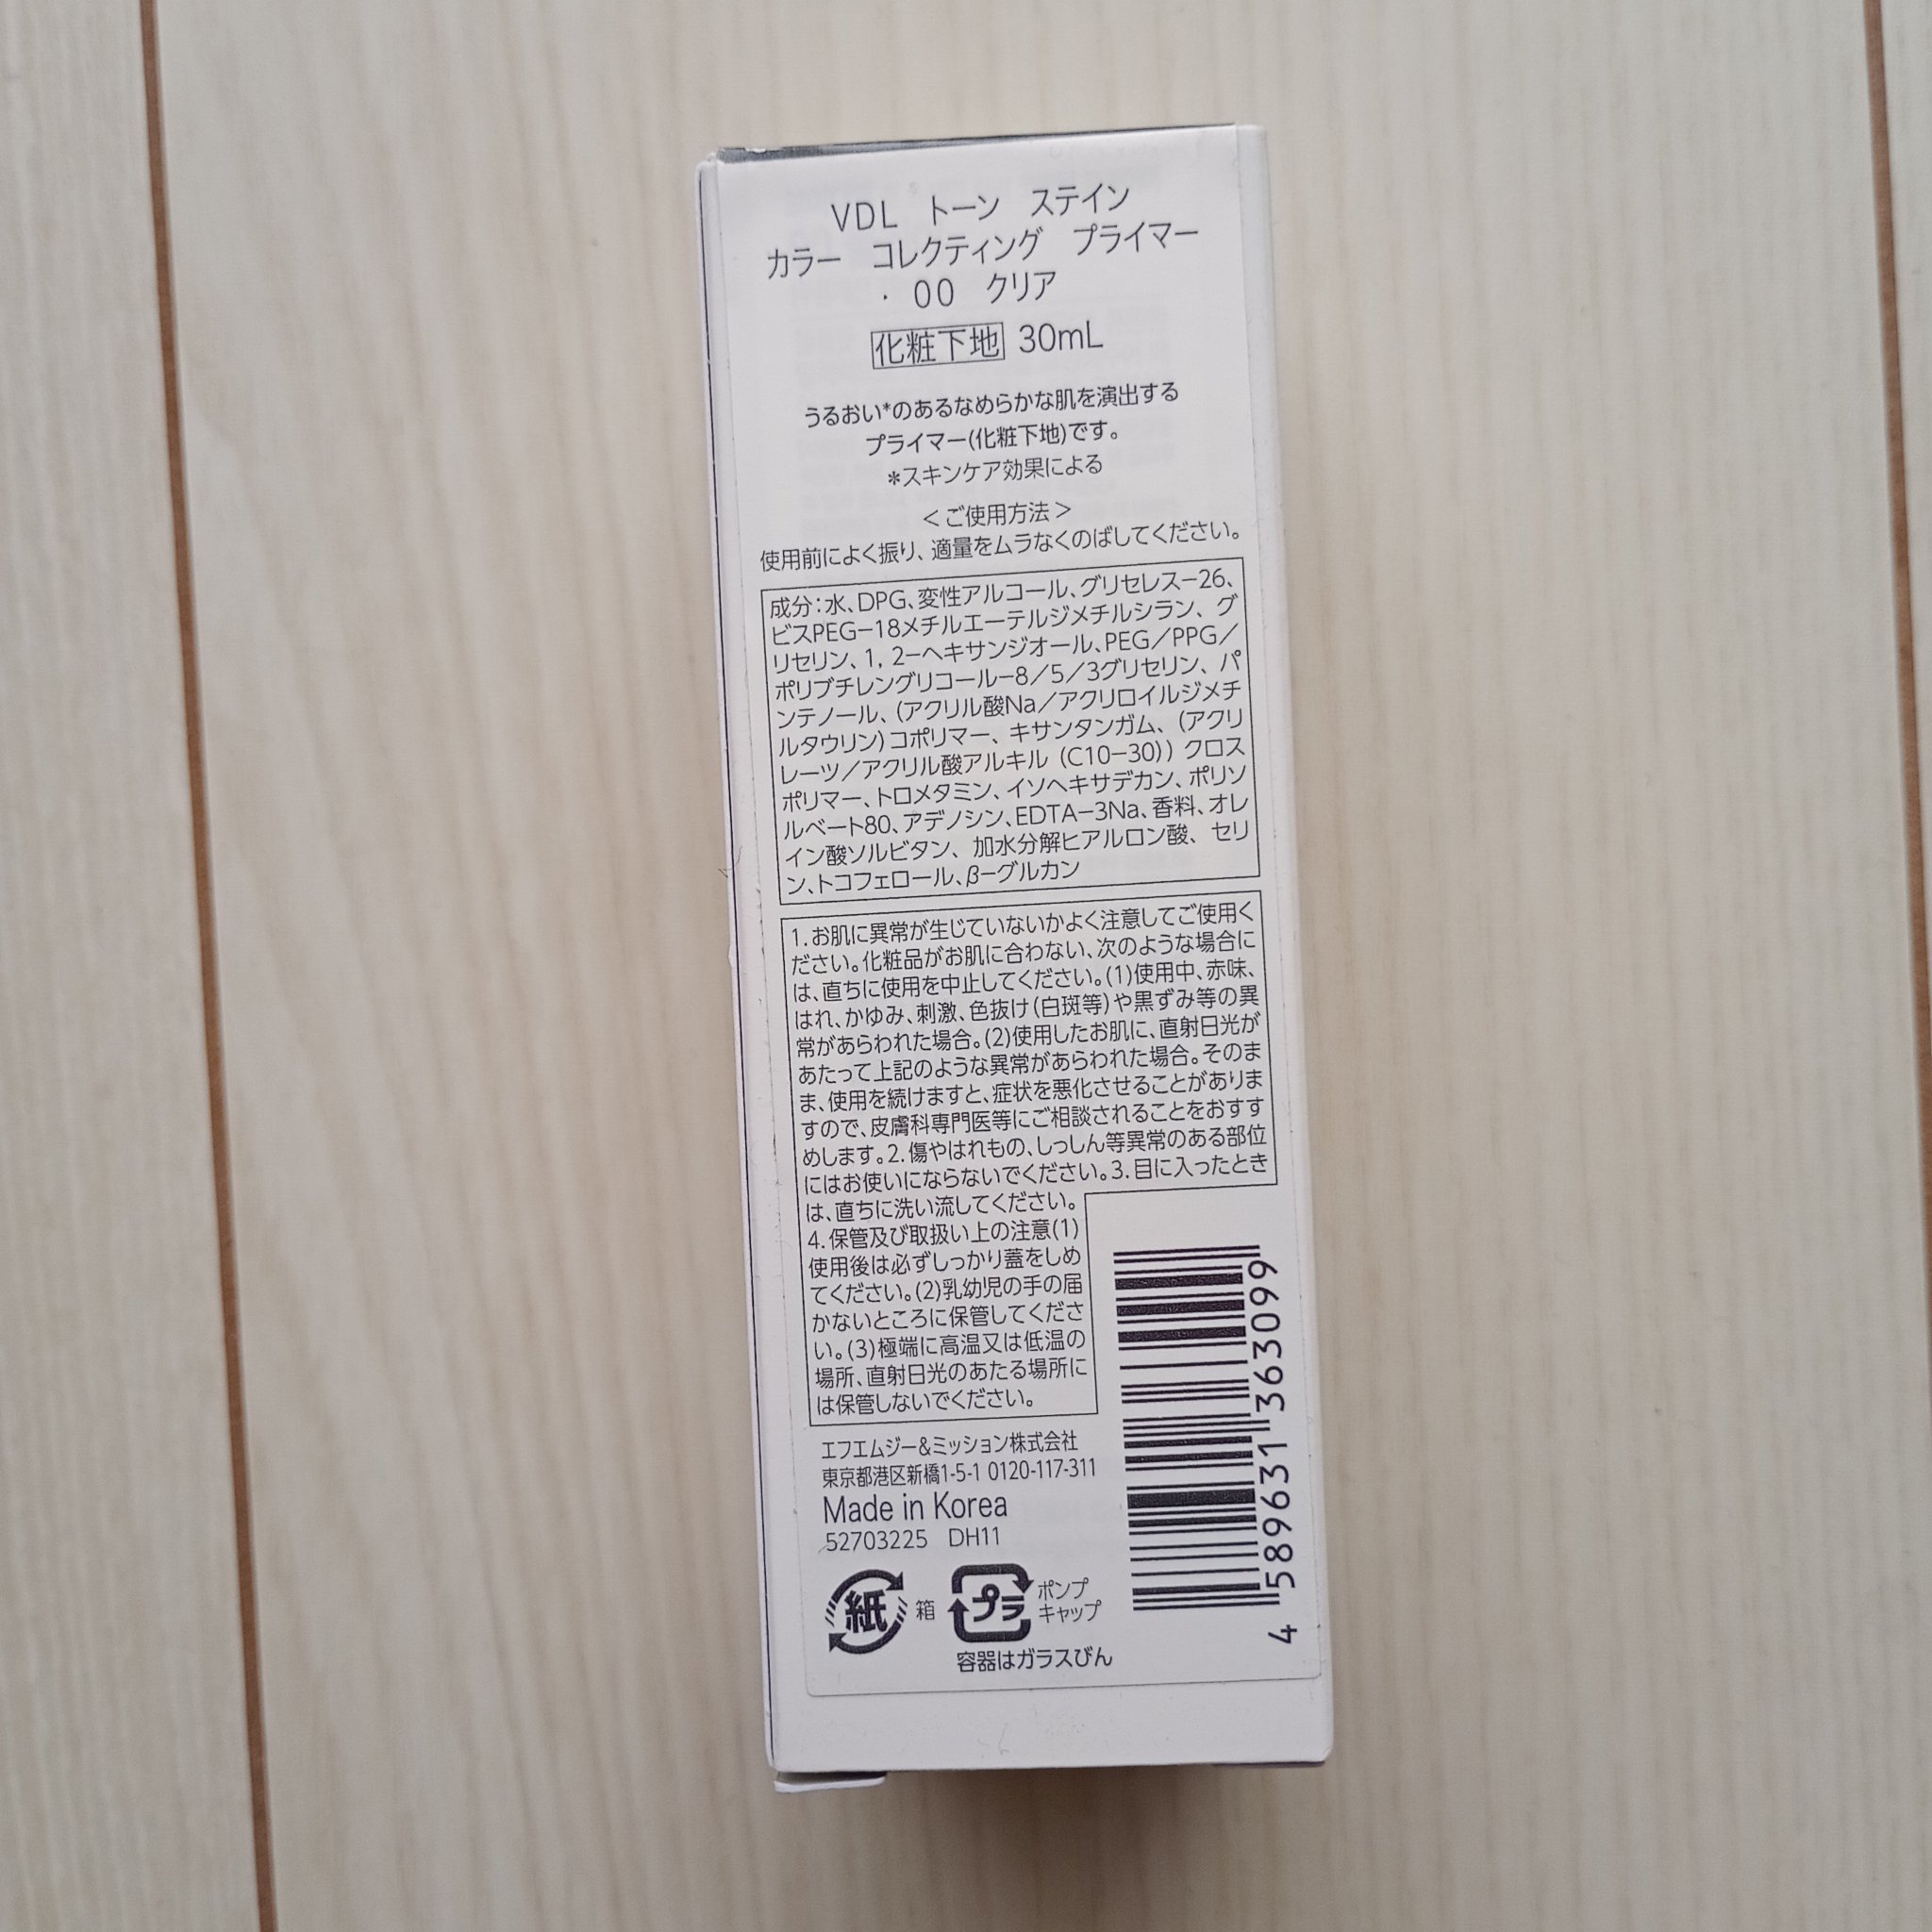 VDL トーン ステイン
カラー コレクティング プライマー
・ 00 クリア
化粧下地 30mL
うるおい*のあるなめらかな肌を演出する
プライマー(化粧下地)です。
*スキンケア効果による
＜ご使用方法＞
使用前によく振り、適量をムラなくのばしてください。
成分：水、DPG、変性アルコール、グリセレス－26、
ビスPEG－18メチルエーテルジメチルシラン、グ
リセリン、1，2－ヘキサンジオール、PEG／PPG／
ポリブチレングリコール－8／5／3グリセリン、パ
ンテノール、（アクリル酸Na／アクリロイルジメチ
ルタウリン）コポリマー、キサンタンガム、（アクリ
レーツ／アクリル酸アルキル（C10－30））クロス
ポリマー、トロメタミン、イソヘキサデカン、ポリソ
ルベート80、アデノシン、EDTA－3Na、香料、オレ
イン酸ソルビタン、加水分解ヒアルロン酸、セリ
ン、トコフェロール、β－グルカン
1.お肌に異常が生じていないかよく注意してご使用く
ださい。化粧品がお肌に合わない、次のような場合に
は、直ちに使用を中止してください。(1)使用中、赤味、
はれ、かゆみ、刺激、色抜け(白斑等)や黒ずみ等の異
常があらわれた場合。(2)使用したお肌に、直射日光が
あたって上記のような異常があらわれた場合。そのま
ま、使用を続けますと、症状を悪化させることがありま
すので、皮膚科専門医等にご相談されることをおすす
めします。2.傷やはれもの、しっしん等異常のある部位
にはお使いにならないでください。3.目に入ったとき
は、直ちに洗い流してください。
4.保管及び取扱い上の注意(1)
使用後は必ずしっかり蓋をしめ
てください。(2)乳幼児の手の届
かないところに保管してくださ
い。(3)極端に高温又は低温の
場所、直射日光のあたる場所に
は保管しないでください。
エフエムジー&ミッション株式会社
東京都港区新橋1-5-1 0120-117-311
Made in Korea
52703225 DH11
紙 箱
プラ ポンプ
キャップ
容器はガラスびん
4 589631 363099